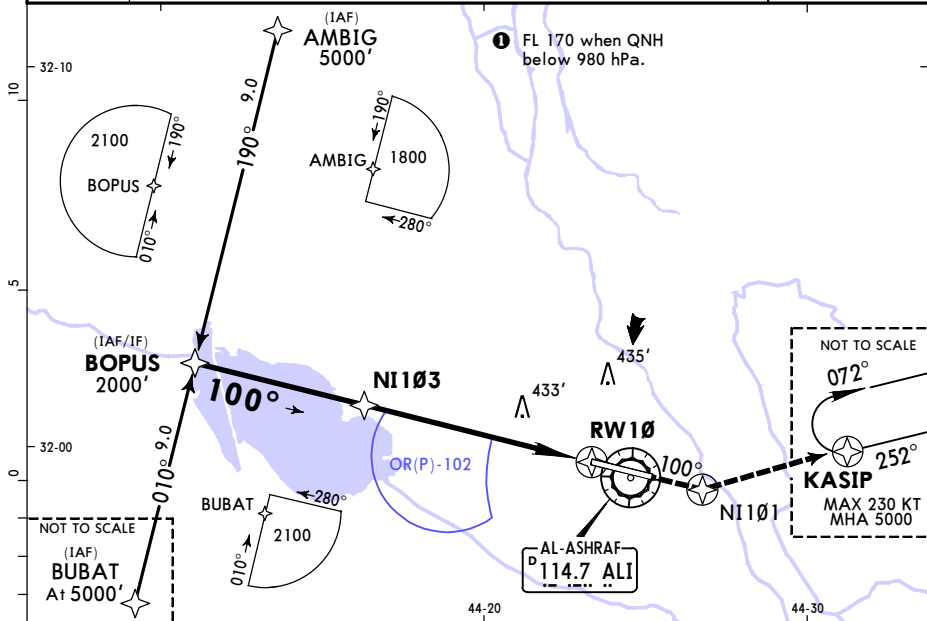 (IAF)
AMBIG
5000'
❶ FL 170 when QNH
below 980 hPa.
32-10
10
9.0
190°
2100
190°
BOPUS
010°
190°
AMBIG
1800
280°
5
(IAF/IF)
BOPUS
2000'
100°
NI1Ø3
433'
435'
RW1Ø
100°
NI1Ø1
NOT TO SCALE
072°
252°
KASIP
MAX 230 KT
MHA 5000
32-00
0
OR(P)-102
010° 9.0
BUBAT
280°
2100
010°
NOT TO SCALE
(IAF)
BUBAT
At 5000'
AL-ASHRAF
D 114.7 ALI
44-20
44-30